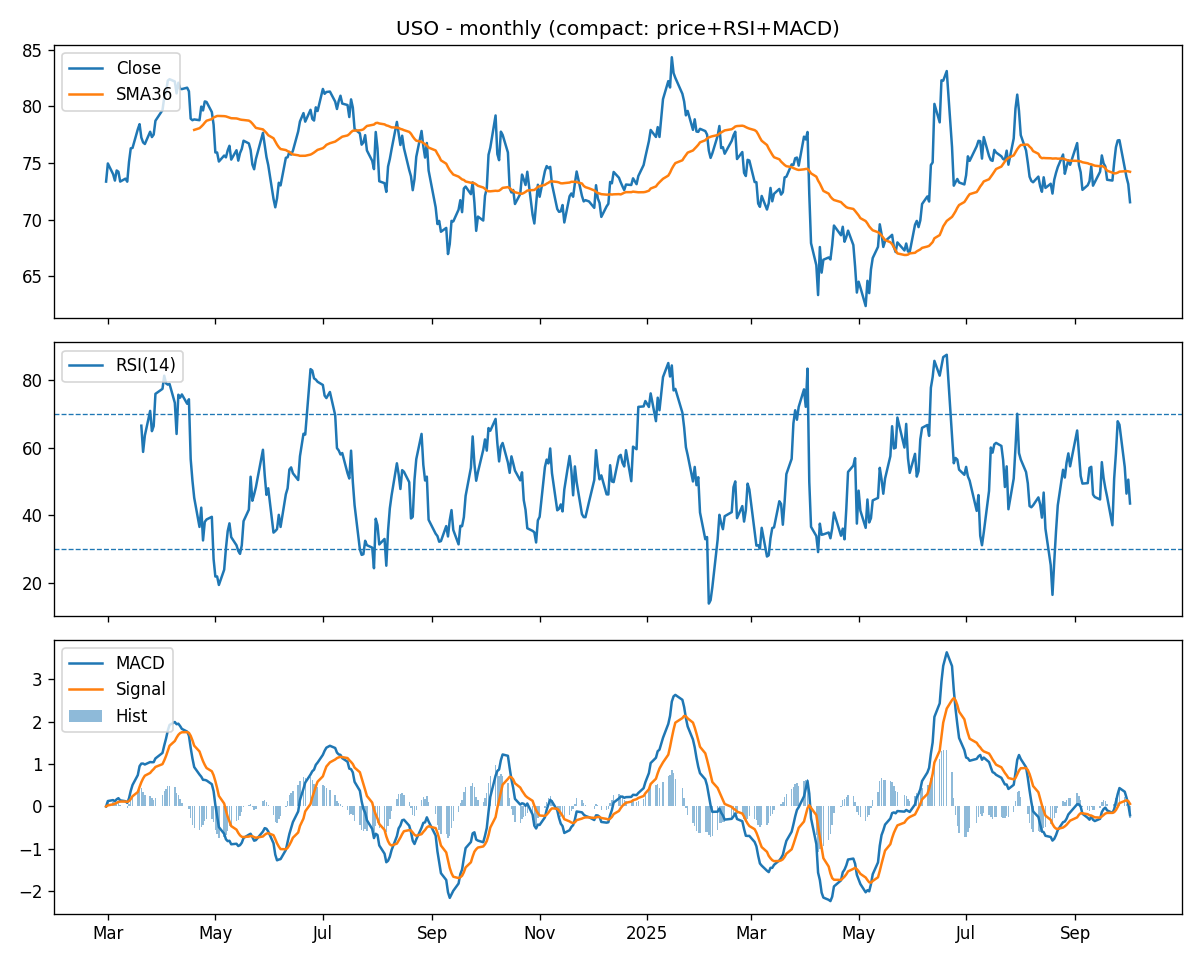 USO - monthly (compact: price+RSI+MACD)
85
80
75
70
65
Close
SMA36
80
60
40
20
RSI(14)
3
2
1
0
−1
−2
MACD
Signal
Hist
Mar
May
Jul
Sep
Nov
2025
Mar
May
Jul
Sep